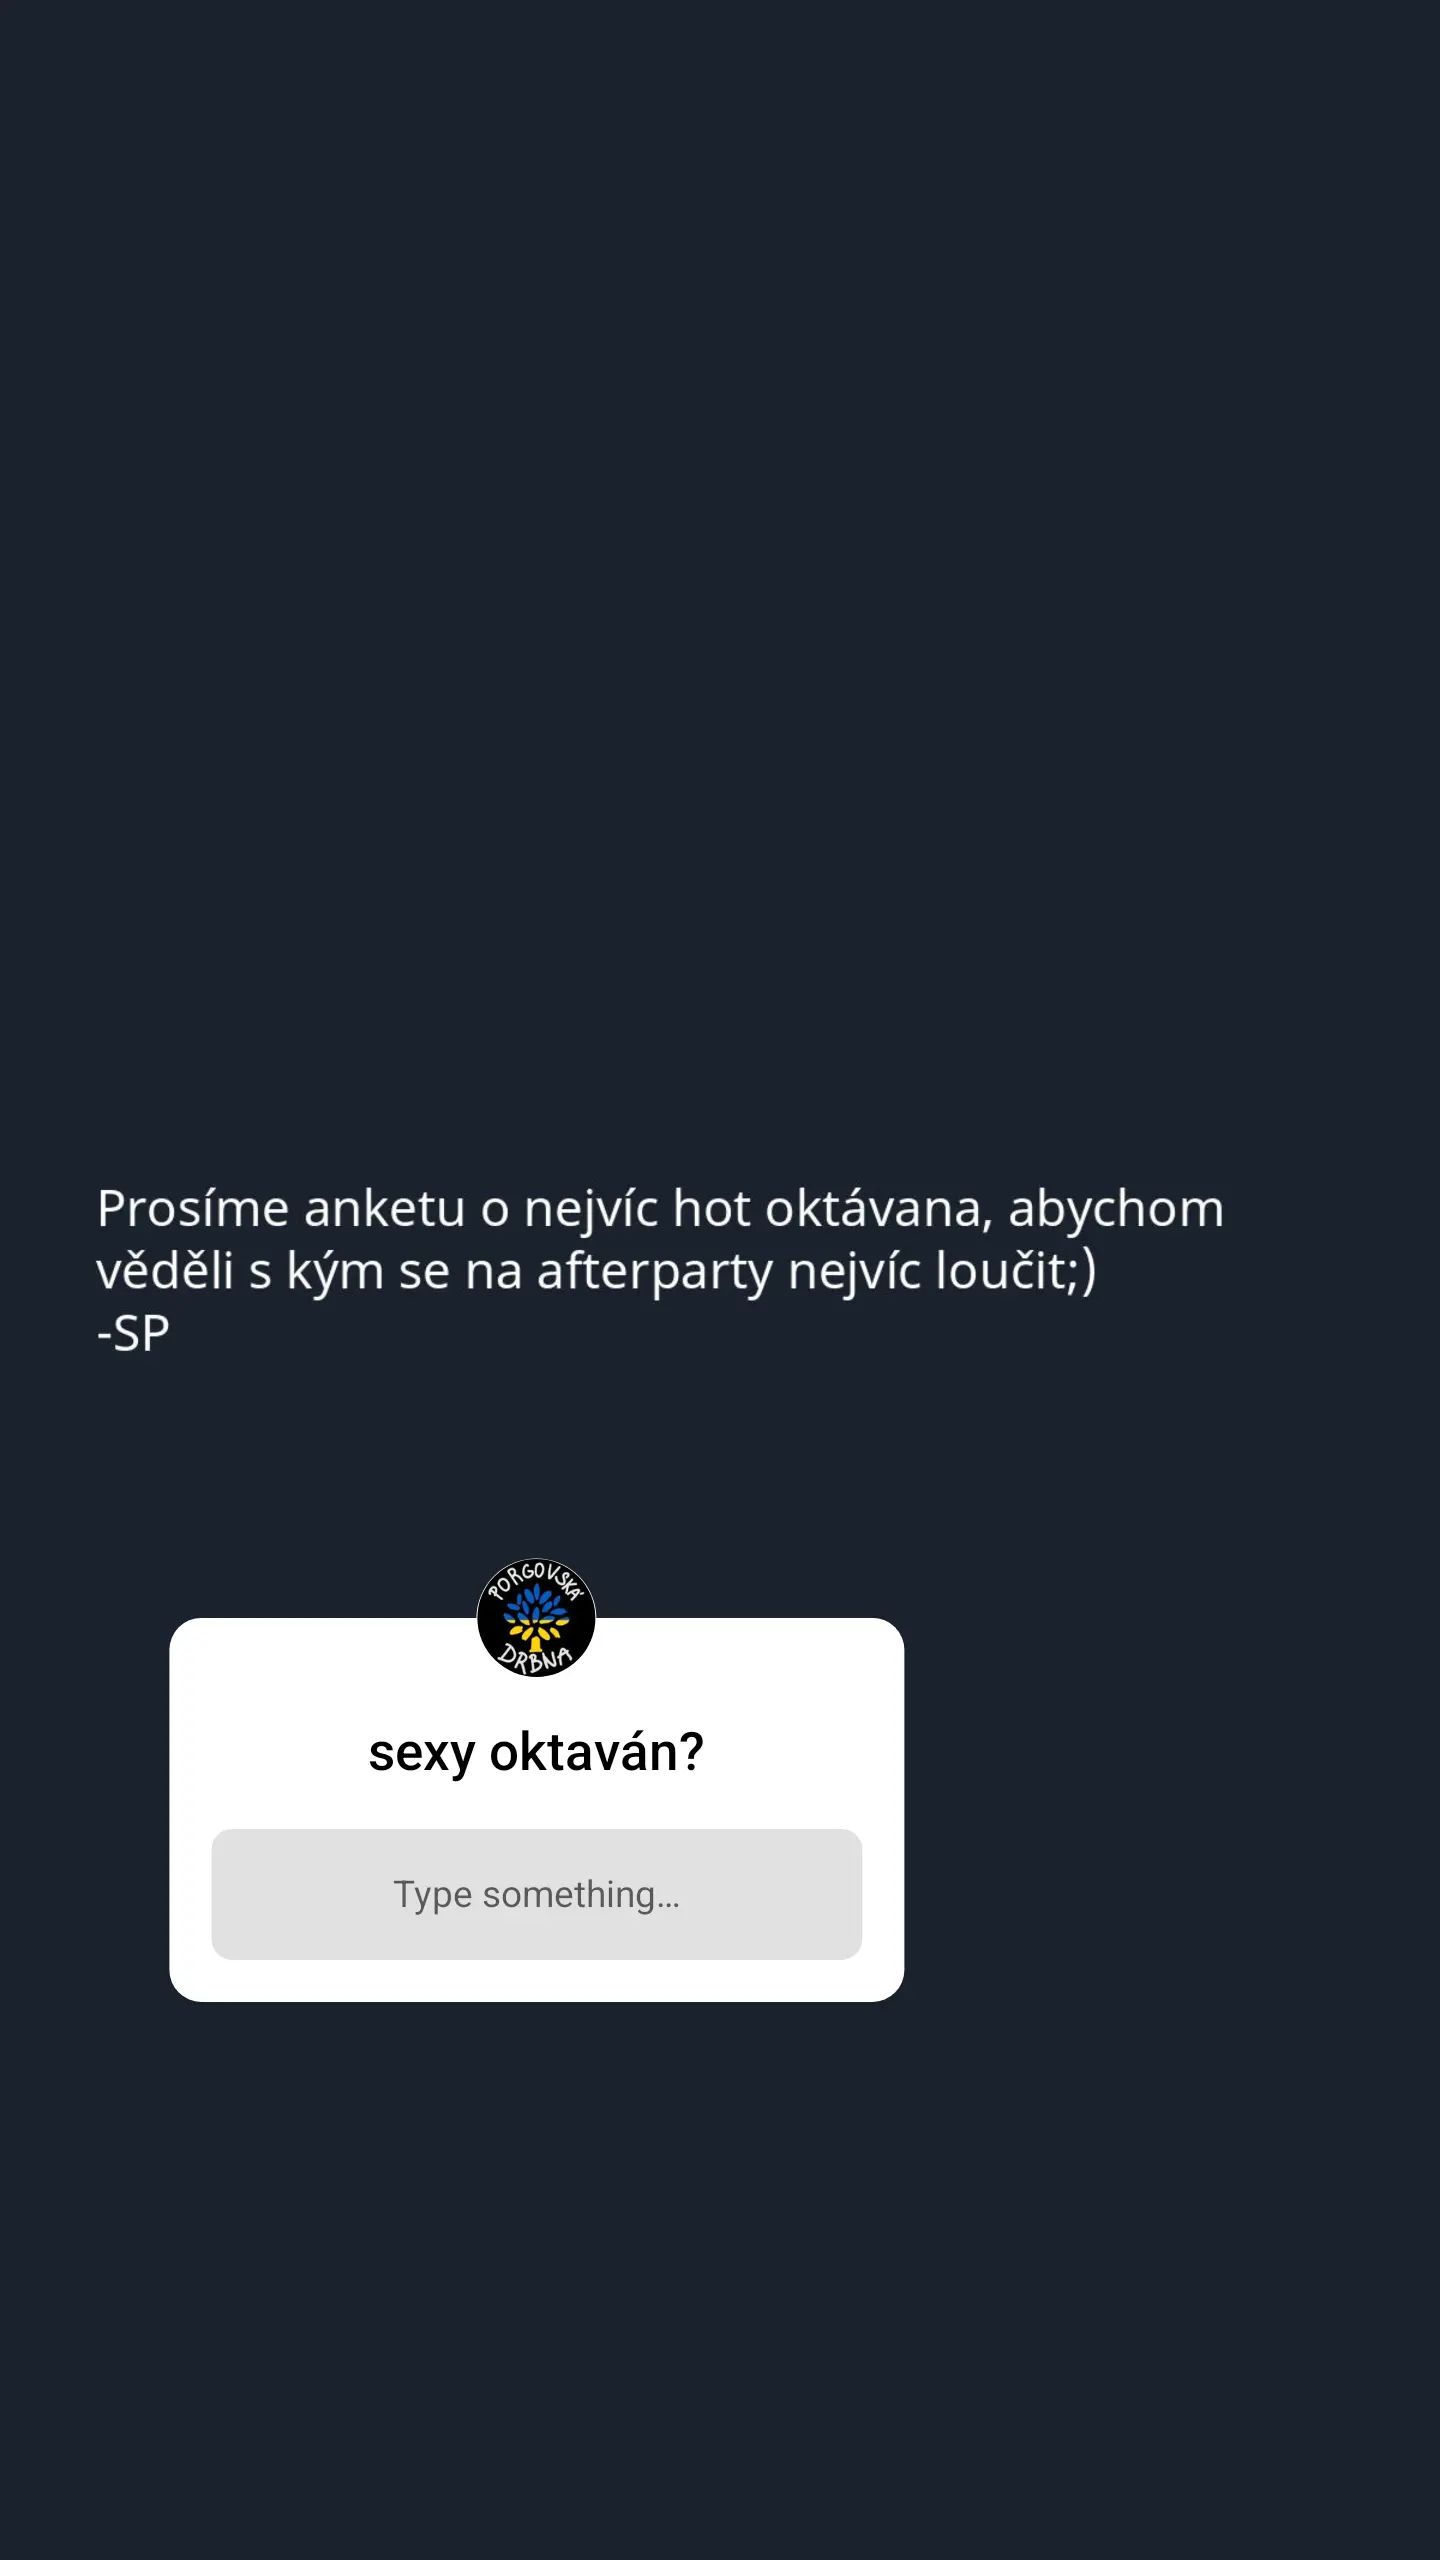 Prosíme anketu o nejvíc hot oktávana, abychom
věděli s kým se na afterparty nejvíc loučit;)
-SP
PORGOVSKÁ
DRBNA
sexy oktaván?
Type something…